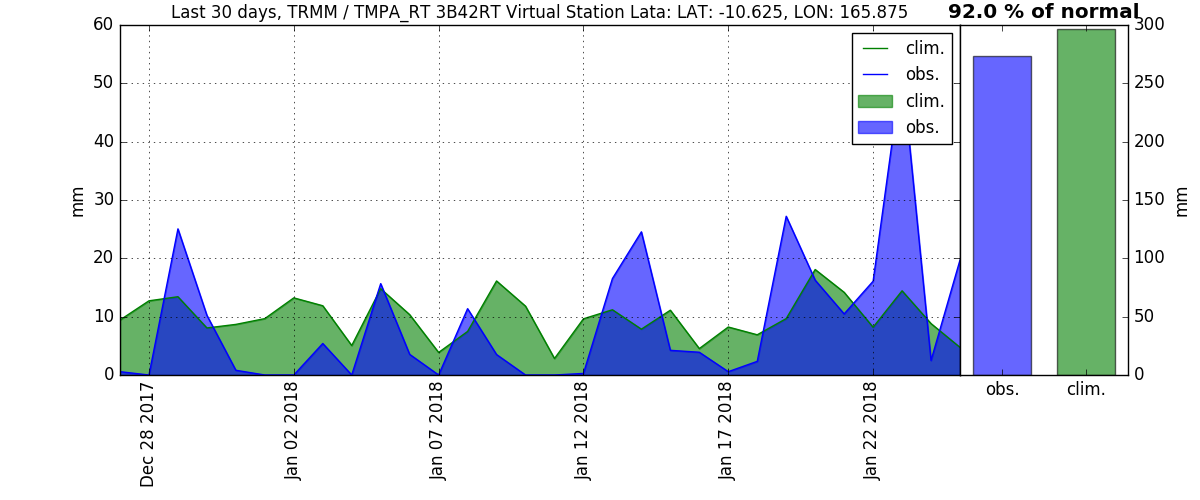 Last 30 days, TRMM / TMPA_RT 3B42RT Virtual Station Lata: LAT: -10.625, LON: 165.875
92.0 % of normal
60
50
40
30
20
10
0
mm
clim.
obs.
clim.
obs.
300
250
200
150
100
50
0
mm
Dec 28 2017
Jan 02 2018
Jan 07 2018
Jan 12 2018
Jan 17 2018
Jan 22 2018
obs.
clim.